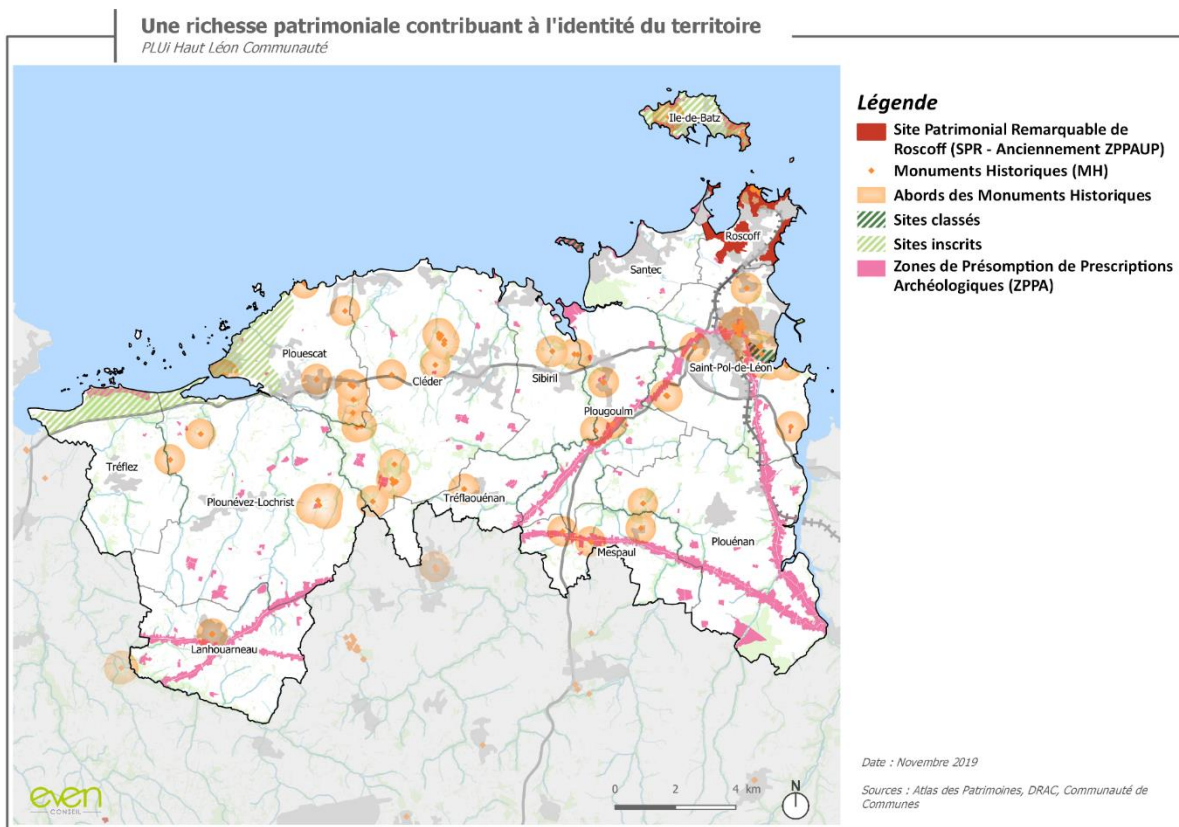 Une richesse patrimoniale contribuant à l'identité du territoire
PLUi Haut Léon Communauté
Légende
Site Patrimonial Remarquable de
Roscoff (SPR - Anciennement ZPPAUP)
Monuments Historiques (MH)
Abords des Monuments Historiques
Sites classés
Sites inscrits
Zones de Présomption de Prescriptions
Archéologiques (ZPPA)
Ile-de-Batz
Roscoff
Santec
Plouescat
Cléder
Sibiril
Saint-Pol-de-Léon
Plougoulm
Tréflez
Plounévez-Lochrist
Tréflaouénan
Mespaul
Plouénan
Lanhouarneau
even
CONSEIL
0 2 4 km
N
Date : Novembre 2019
Sources : Atlas des Patrimoines, DRAC, Communauté de
Communes